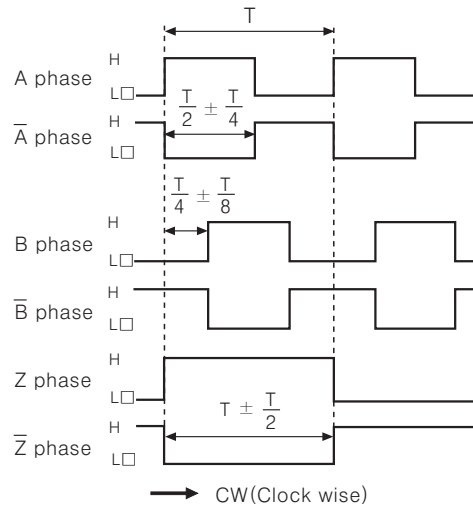 T
H
A phase
L□
T/2 ± T/4
H
A̅ phase
L□
T/4 ± T/8
H
B phase
L□
H
B̅ phase
L□
H
Z phase
L□
T ± T/2
H
Z̅ phase
L□
CW(Clock wise)